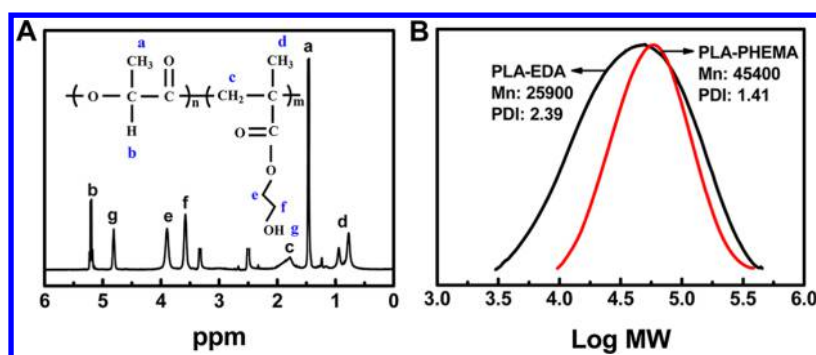 A
a
CH₃
O
d
CH₃
c
( O C C )n ( CH₂ C )m
H
O C
b
O
e
f
OH
g
b
g
e
f
c
a
d
6 5 4 3 2 1 0
ppm
B
PLA-EDA
Mn: 25900
PDI: 2.39
PLA-PHEMA
Mn: 45400
PDI: 1.41
3.0 4.0 4.5 5.0 5.5 6.0
Log MW